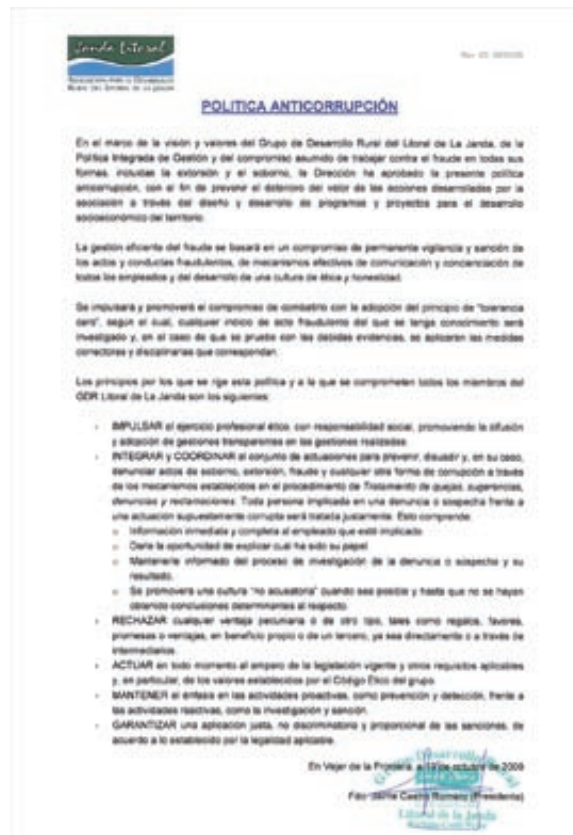 Janda Litoral
POLITICA ANTICORRUPCIÓN
En el marco de la visión y valores del Grupo de Desarrollo Rural del Litoral de La Janda, de la
Política Integrada de Gestión y del compromiso asumido de trabajar contra el fraude en todas sus
formas, incluidas la extorsión y el soborno, la Dirección ha aprobado la presente política
anticorrupción, con el fin de prevenir el deterioro del valor de las acciones desarrolladas por la
asociación a través del diseño y desarrollo de programas y proyectos para el desarrollo
socioeconómico del territorio.
La gestión eficiente del fraude se basará en un compromiso de permanente vigilancia y sanción de
los actos y conductas fraudulentos, de mecanismos efectivos de comunicación y concienciación de
todos los empleados y del desarrollo de una cultura de ética y honestidad.
Se impulsará y promoverá el compromiso de combatirlo con la adopción del principio de "tolerancia
cero", según el cual, cualquier indicio de acto fraudulento del que se tenga conocimiento será
investigado y, en el caso de que se pruebe con las debidas evidencias, se aplicarán las medidas
correctoras y disciplinarias que correspondan.
Los principios por los que se rige esta política y a la que se comprometen todos los miembros del
GDR Litoral de La Janda son los siguientes:
IMPULSAR el ejercicio profesional ético, con responsabilidad social, promoviendo la difusión
y adopción de gestiones transparentes en las gestiones realizadas.
INTEGRAR y COORDINAR el conjunto de actuaciones para prevenir, disuadir y, en su caso,
denunciar actos de soborno, extorsión, fraude y cualquier otra forma de corrupción a través
de los mecanismos establecidos en el procedimiento de Tratamiento de quejas, sugerencias,
denuncias y reclamaciones. Toda persona implicada en una denuncia o sospecha frente a
una actuación supuestamente corrupta será tratada justamente. Esto comprende:
o Información inmediata y completa al empleado que esté implicado.
o Darle la oportunidad de explicar cuál ha sido su papel.
o Mantenerle informado del proceso de investigación de la denuncia o sospecha y su
resultado.
o Se promoverá una cultura "no acusatoria" cuando sea posible y hasta que no se hayan
obtenido conclusiones determinantes al respecto.
RECHAZAR cualquier ventaja pecuniaria o de otro tipo, tales como regalos, favores,
promesas o ventajas, en beneficio propio o de un tercero, ya sea directamente o a través de
intermediarios.
ACTUAR en todo momento al amparo de la legislación vigente y otros requisitos aplicables
y, en particular, de los valores establecidos por el Código Ético del grupo.
MANTENER el énfasis en las actividades proactivas, como prevención y detección, frente a
las actividades reactivas, como la investigación y sanción.
GARANTIZAR una aplicación justa, no discriminatoria y proporcional de las sanciones, de
acuerdo a lo establecido por la legalidad aplicable.
En Vejer de la Frontera, a de octubre de 2009
Castro Romero (Presidente)
Litoral de la Janda